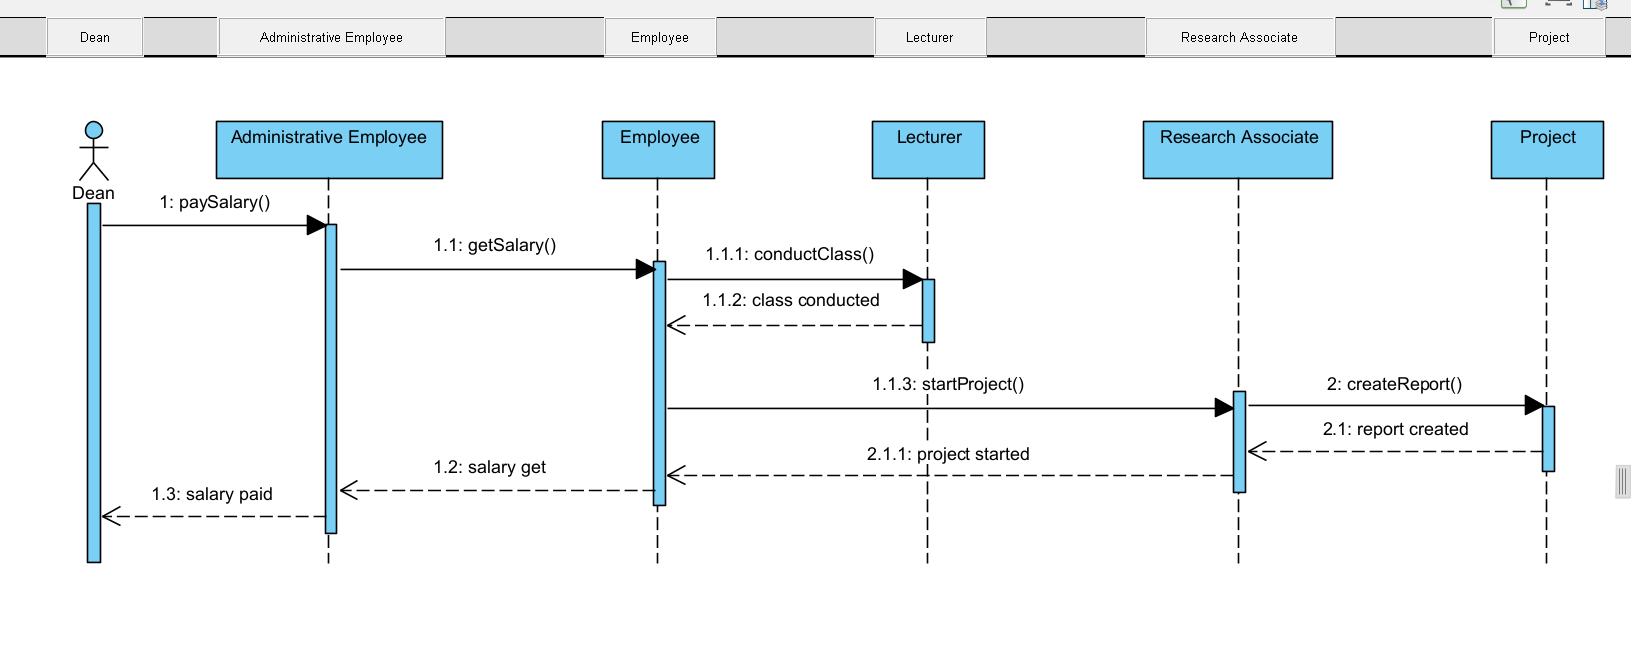 Dean
Administrative Employee
Employee
Lecturer
Research Associate
Project
Administrative Employee
Employee
Lecturer
Research Associate
Project
Dean
1: paySalary()
1.1: getSalary()
1.1.1: conductClass()
1.1.2: class conducted
1.1.3: startProject()
2: createReport()
2.1: report created
2.1.1: project started
1.2: salary get
1.3: salary paid